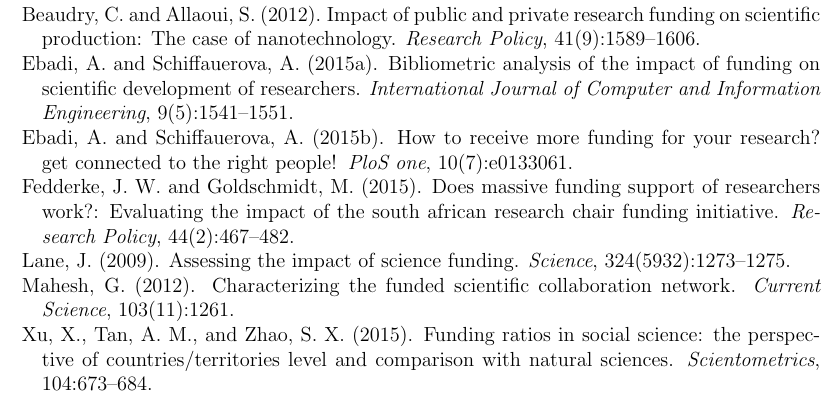 Beaudry, C. and Allaoui, S. (2012). Impact of public and private research funding on scientific
production: The case of nanotechnology. Research Policy, 41(9):1589–1606.
Ebadi, A. and Schiffauerova, A. (2015a). Bibliometric analysis of the impact of funding on
scientific development of researchers. International Journal of Computer and Information
Engineering, 9(5):1541–1551.
Ebadi, A. and Schiffauerova, A. (2015b). How to receive more funding for your research?
get connected to the right people! PloS one, 10(7):e0133061.
Fedderke, J. W. and Goldschmidt, M. (2015). Does massive funding support of researchers
work?: Evaluating the impact of the south african research chair funding initiative. Re-
search Policy, 44(2):467–482.
Lane, J. (2009). Assessing the impact of science funding. Science, 324(5932):1273–1275.
Mahesh, G. (2012). Characterizing the funded scientific collaboration network. Current
Science, 103(11):1261.
Xu, X., Tan, A. M., and Zhao, S. X. (2015). Funding ratios in social science: the perspec-
tive of countries/territories level and comparison with natural sciences. Scientometrics,
104:673–684.